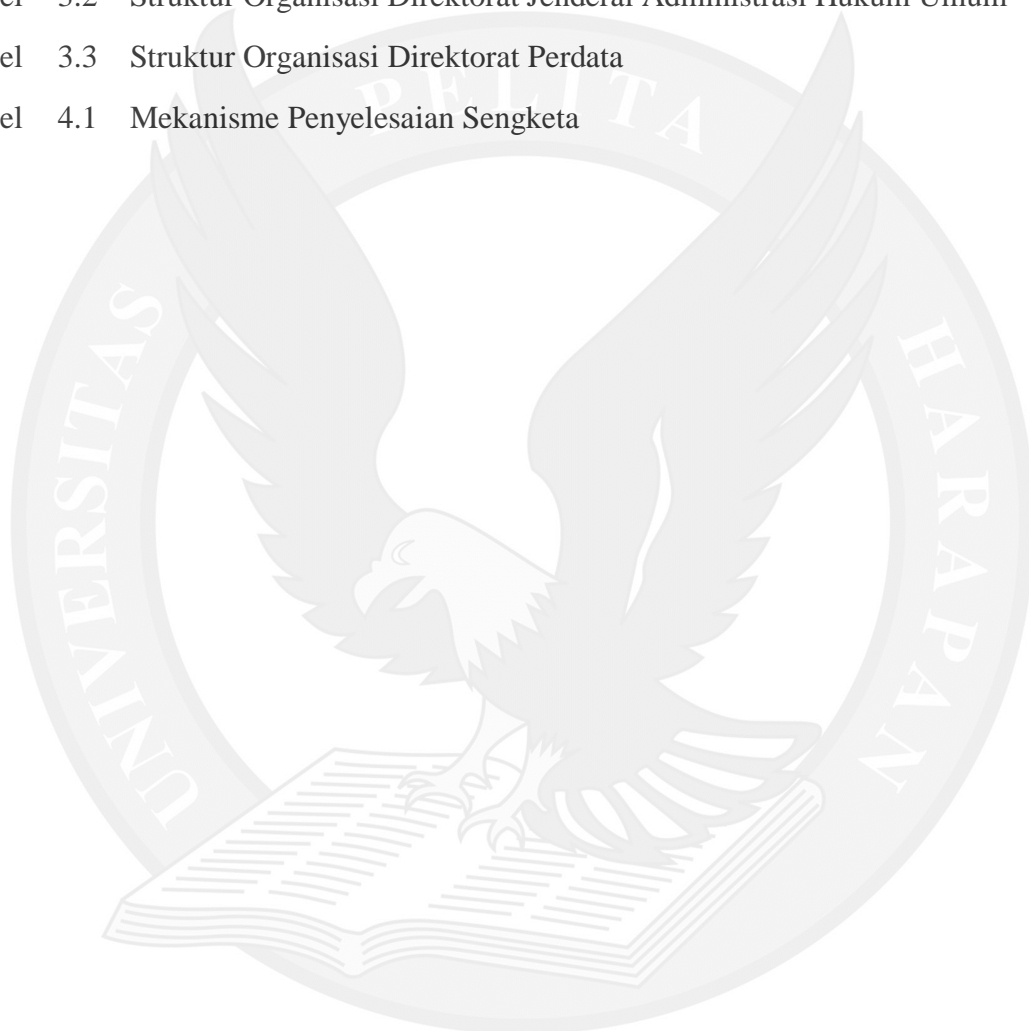 el 3.2 Struktur Organisasi Direktorat Jenderal Administrasi Hukum Umum
el 3.3 Struktur Organisasi Direktorat Perdata
el 4.1 Mekanisme Penyelesaian Sengketa
UNIVERSITAS PELITA HARAPAN